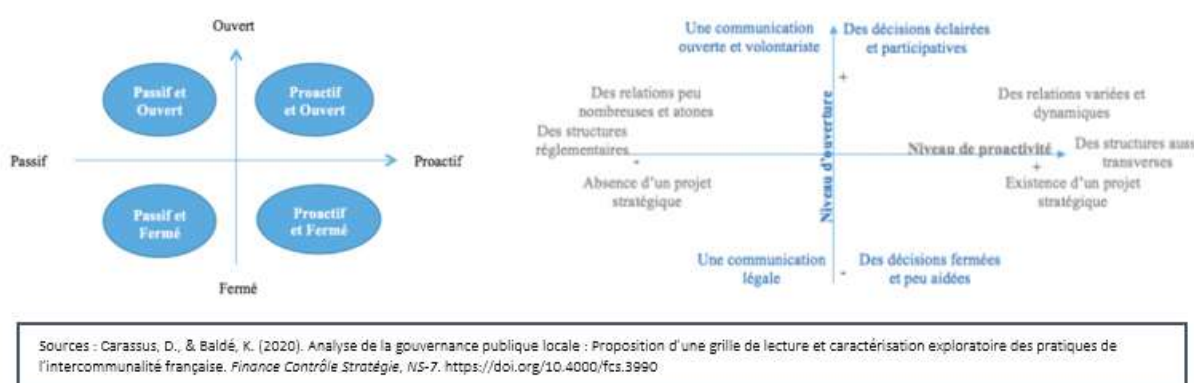 Ouvert
Passif et
Ouvert
Proactif
et Ouvert
Passif
Proactif
Passif et
Fermé
Proactif
et Fermé
Fermé
Une communication
ouverte et volontariste
Des décisions éclairées
et participatives
+
Des relations peu
nombreuses et atones
Des relations variées et
dynamiques
Des structures
réglementaires
Niveau d'ouverture
Niveau de proactivité
Des structures auss
transverses
-
+
Absence d'un projet
stratégique
Existence d'un projet
stratégique
Une communication
légale
-
Des décisions fermées
et peu aidées
Sources : Carassus, D., & Baldé, K. (2020). Analyse de la gouvernance publique locale : Proposition d'une grille de lecture et caractérisation exploratoire des pratiques de
l'intercommunalité française. Finance Contrôle Stratégie, NS-7. https://doi.org/10.4000/fcs.3990